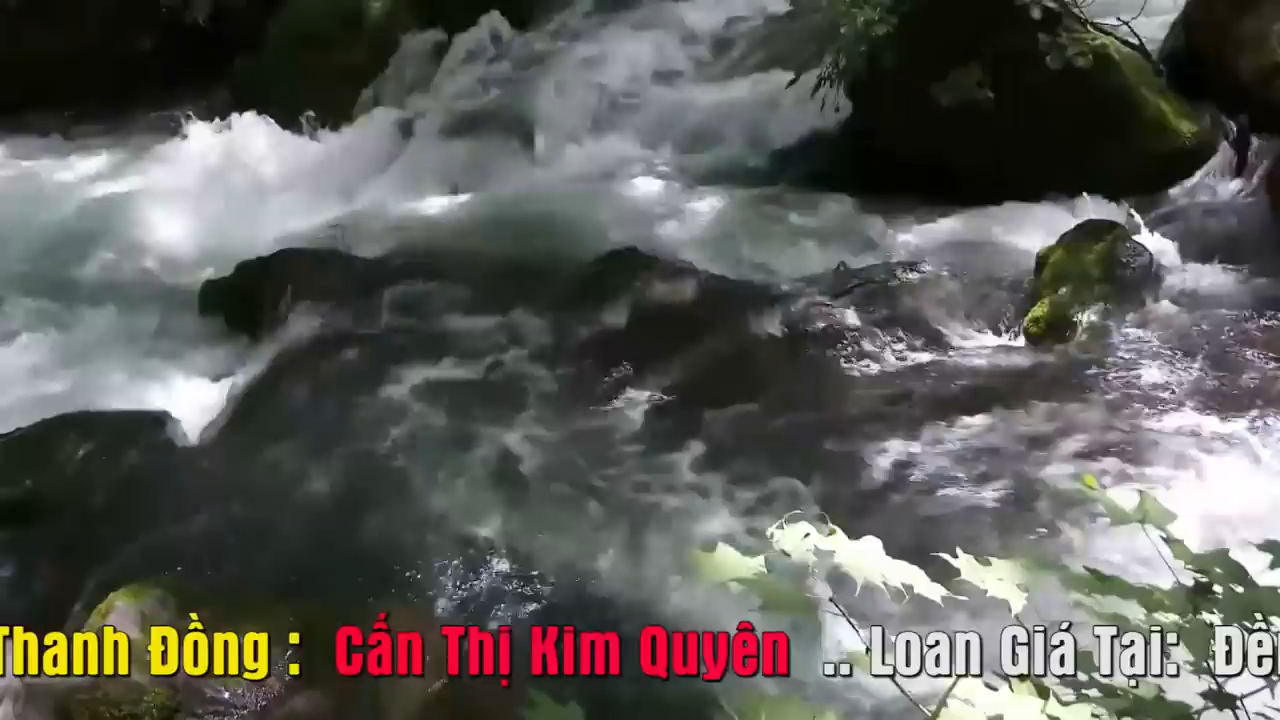 Thanh Đồng : Cấn Thị Kim Quyên .. Loan Giá Tại: